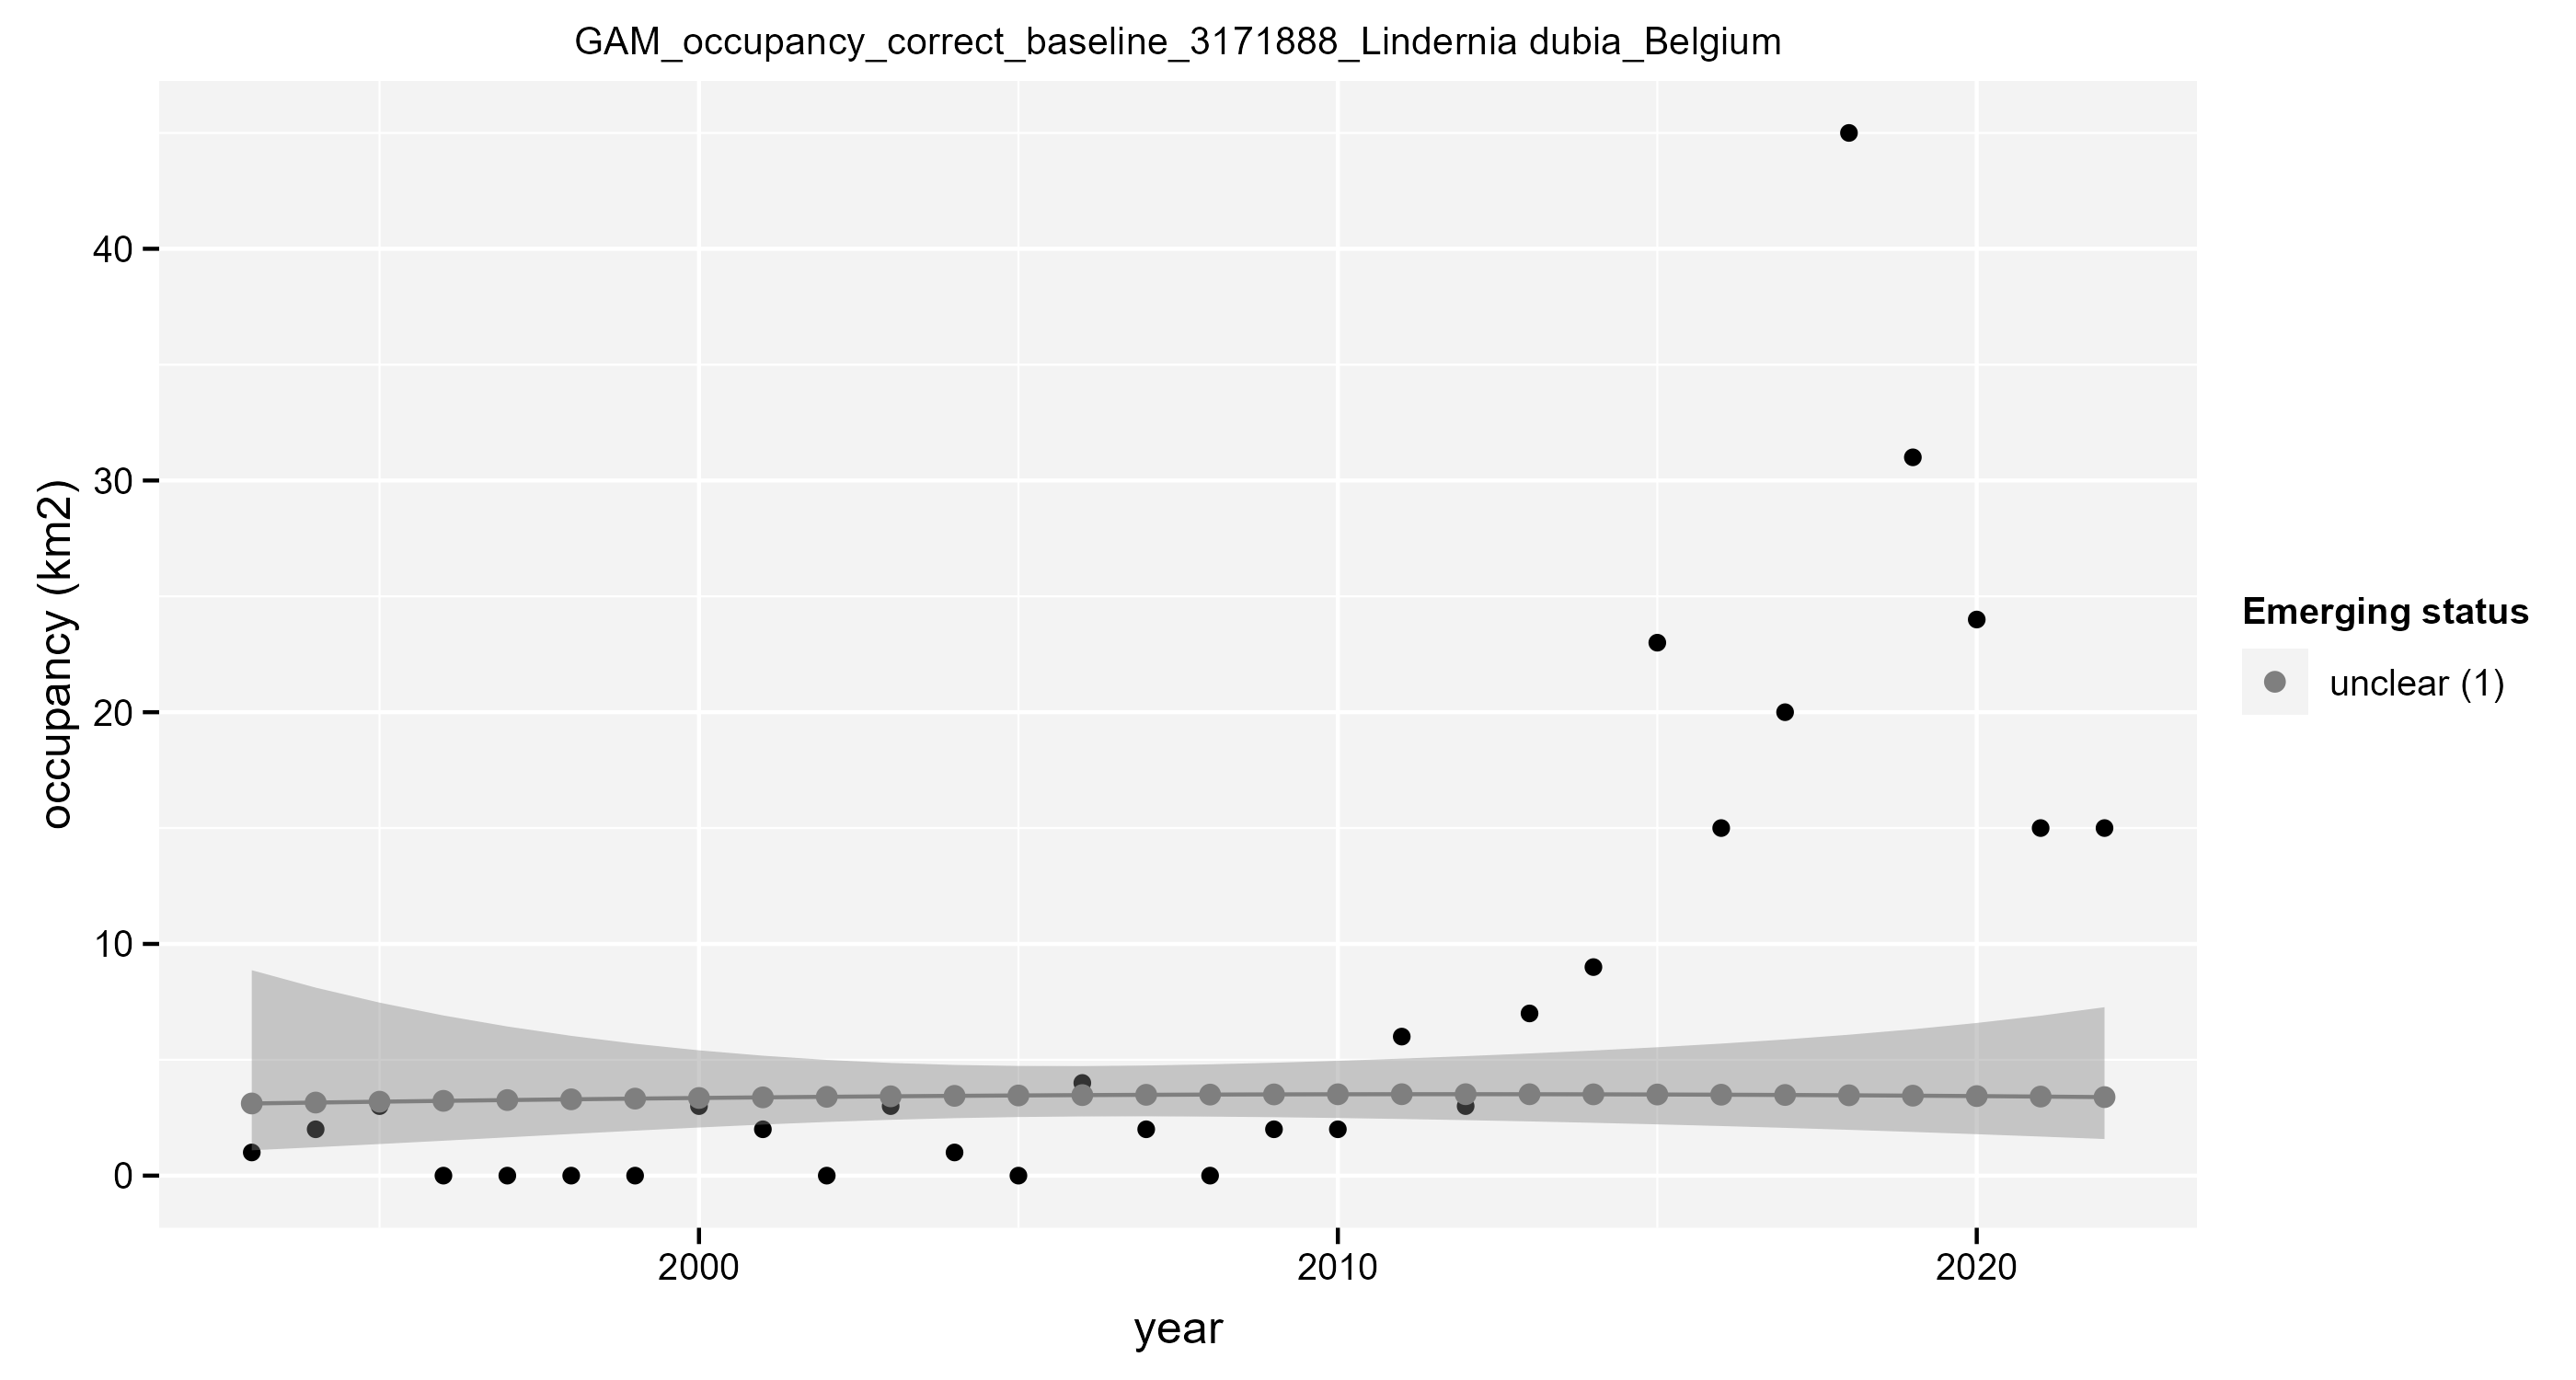 GAM_occupancy_correct_baseline_3171888_Lindernia dubia_Belgium
occupancy (km2)
40
30
20
10
0
2000
2010
2020
year
Emerging status
unclear (1)